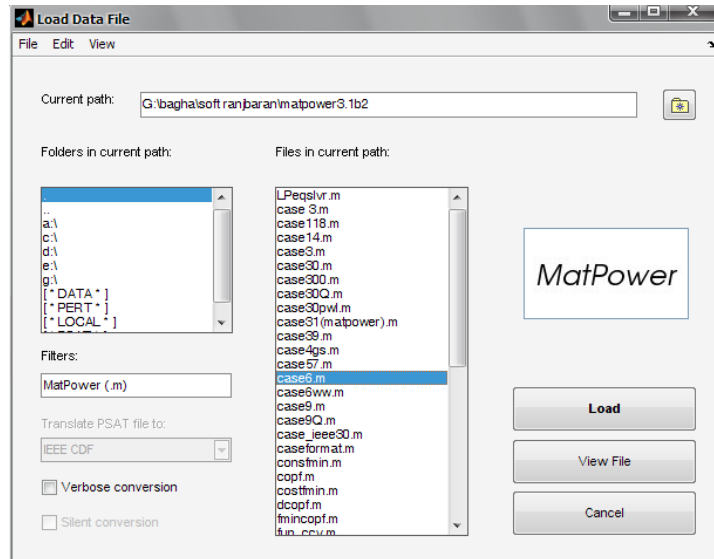 Load Data File
File Edit View
Current path:
G:\bagha\soft ranjbaran\matpower3.1b2
Folders in current path:
.
..
a:\
c:\
d:\
e:\
g:\
[ * DATA * ]
[ * PERT * ]
[ * LOCAL * ]
Filters:
MatPower (.m)
Translate PSAT file to:
IEEE CDF
Verbose conversion
Silent conversion
Files in current path:
LPeqslvr.m
case 3.m
case118.m
case14.m
case3.m
case30.m
case300.m
case30Q.m
case30pwl.m
case31(matpower).m
case39.m
case4gs.m
case57.m
case6.m
case6ww.m
case9.m
case9Q.m
case_ieee30.m
caseformat.m
consfmin.m
copf.m
costfmin.m
dcopf.m
fmincopf.m
fun_ccv.m
MatPower
Load
View File
Cancel